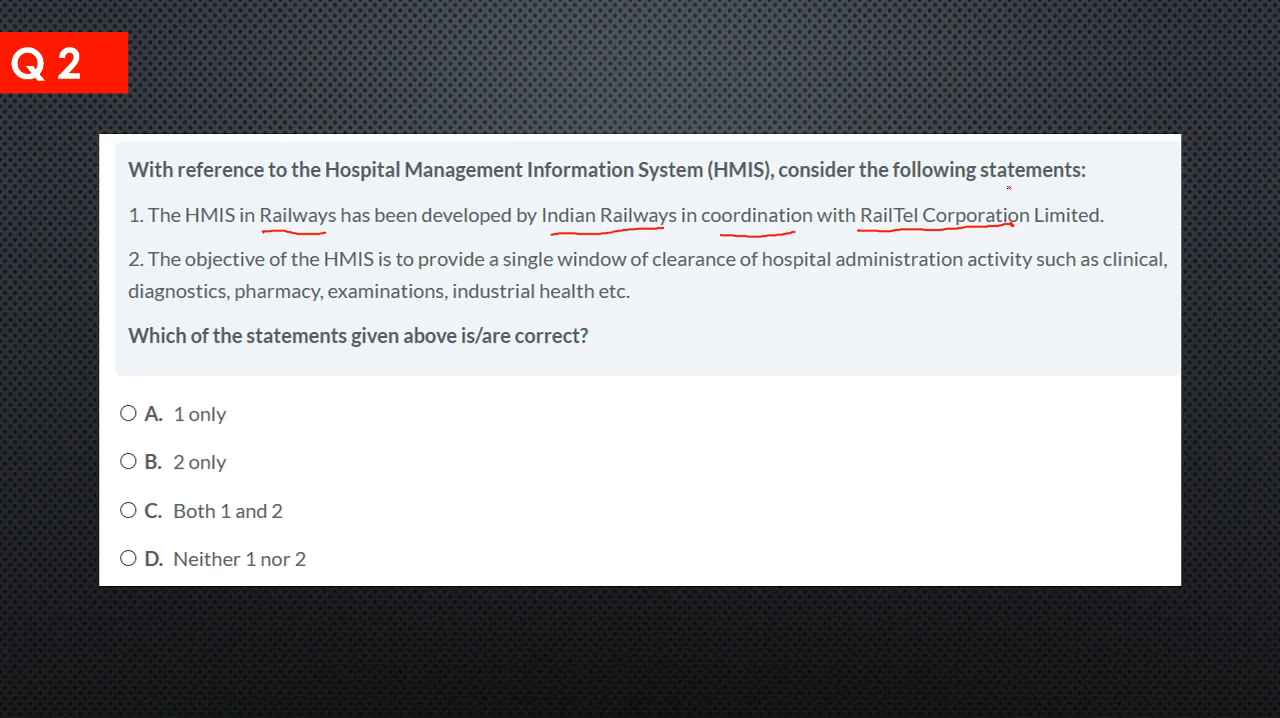 Q 2
With reference to the Hospital Management Information System (HMIS), consider the following statements:
1. The HMIS in Railways has been developed by Indian Railways in coordination with RailTel Corporation Limited.
2. The objective of the HMIS is to provide a single window of clearance of hospital administration activity such as clinical,
diagnostics, pharmacy, examinations, industrial health etc.
Which of the statements given above is/are correct?
A. 1 only
B. 2 only
C. Both 1 and 2
D. Neither 1 nor 2